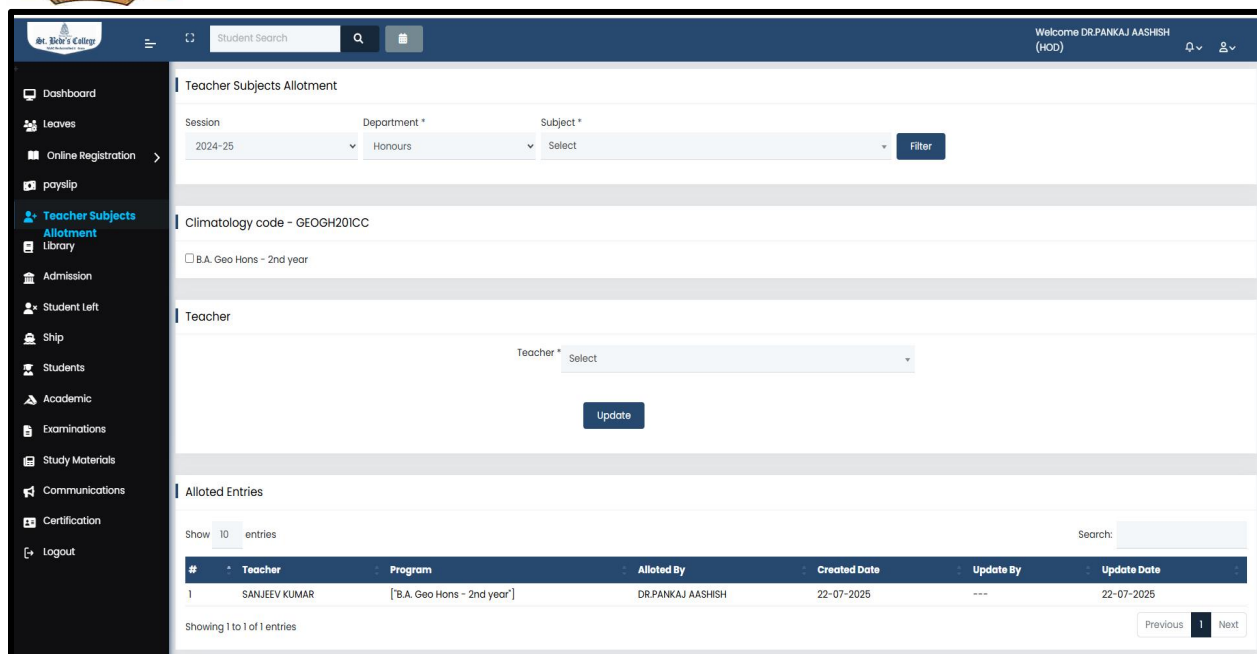 St. Bede's College
Student Search
Welcome DR.PANKAJ AASHISH
(HOD)
Dashboard
Leaves
Online Registration
payslip
Teacher Subjects
Allotment
Library
Admission
Student Left
Ship
Students
Academic
Examinations
Study Materials
Communications
Certification
Logout
Teacher Subjects Allotment
Session Department * Subject *
2024-25 Honours Select Filter
Climatology code - GEOGH201CC
B.A. Geo Hons - 2nd year
Teacher
Teacher * Select
Update
Alloted Entries
Show 10 entries Search:
# Teacher Program Alloted By Created Date Update By Update Date
1 SANJEEV KUMAR ["B.A. Geo Hons - 2nd year"] DR.PANKAJ AASHISH 22-07-2025 --- 22-07-2025
Showing 1 to 1 of 1 entries Previous 1 Next